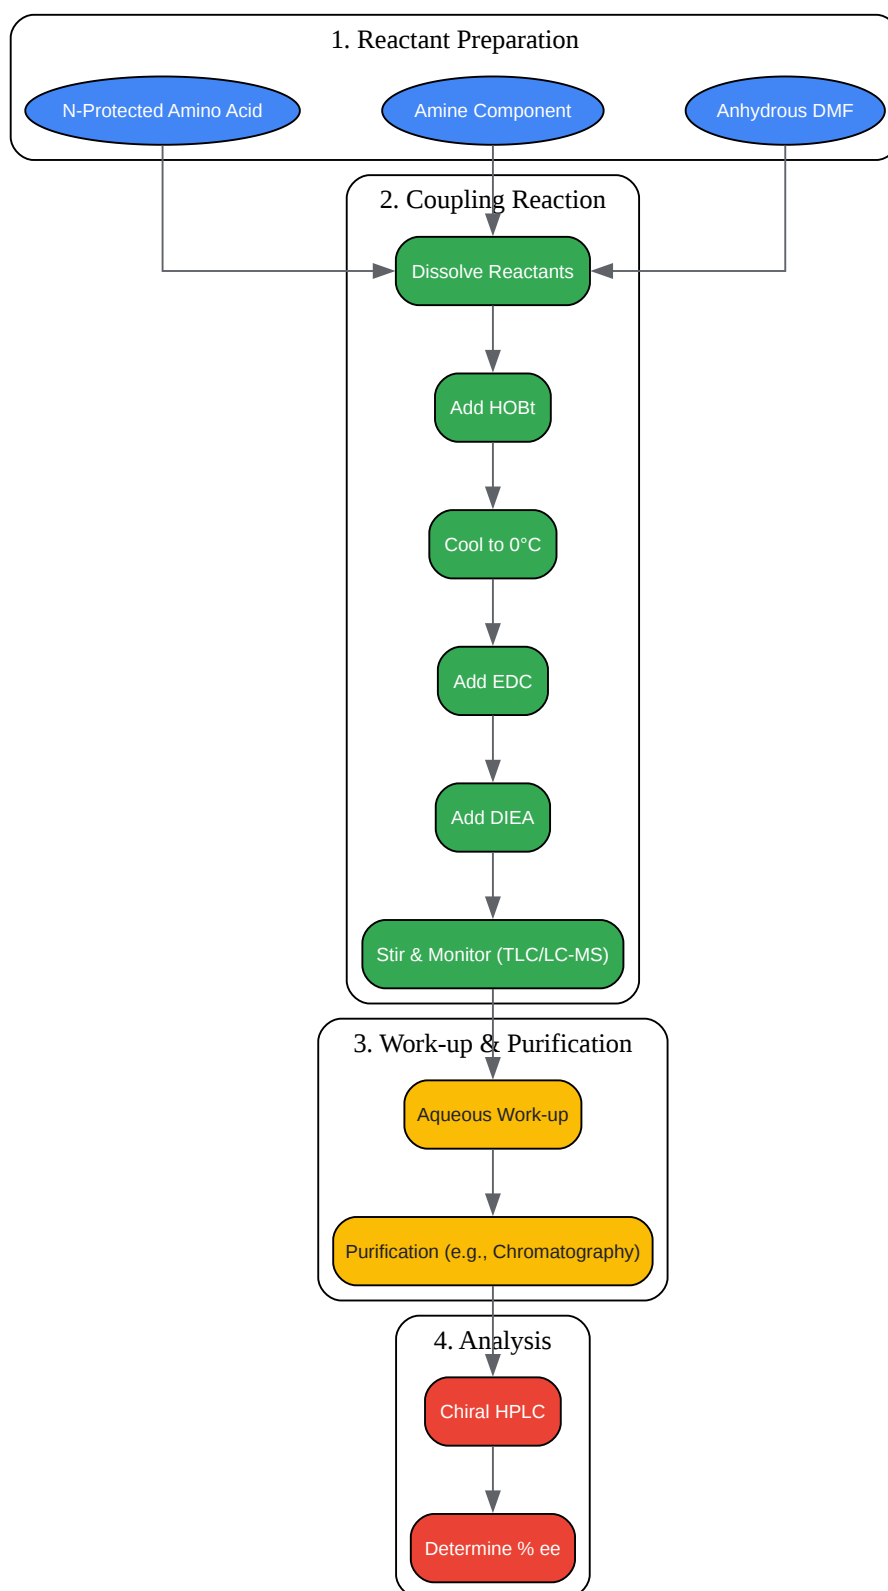 1. Reactant Preparation
N-Protected Amino Acid
Amine Component
Anhydrous DMF
2. Coupling Reaction
Dissolve Reactants
Add HOBt
Cool to 0°C
Add EDC
Add DIEA
Stir & Monitor (TLC/LC-MS)
3. Work-up & Purification
Aqueous Work-up
Purification (e.g., Chromatography)
4. Analysis
Chiral HPLC
Determine % ee